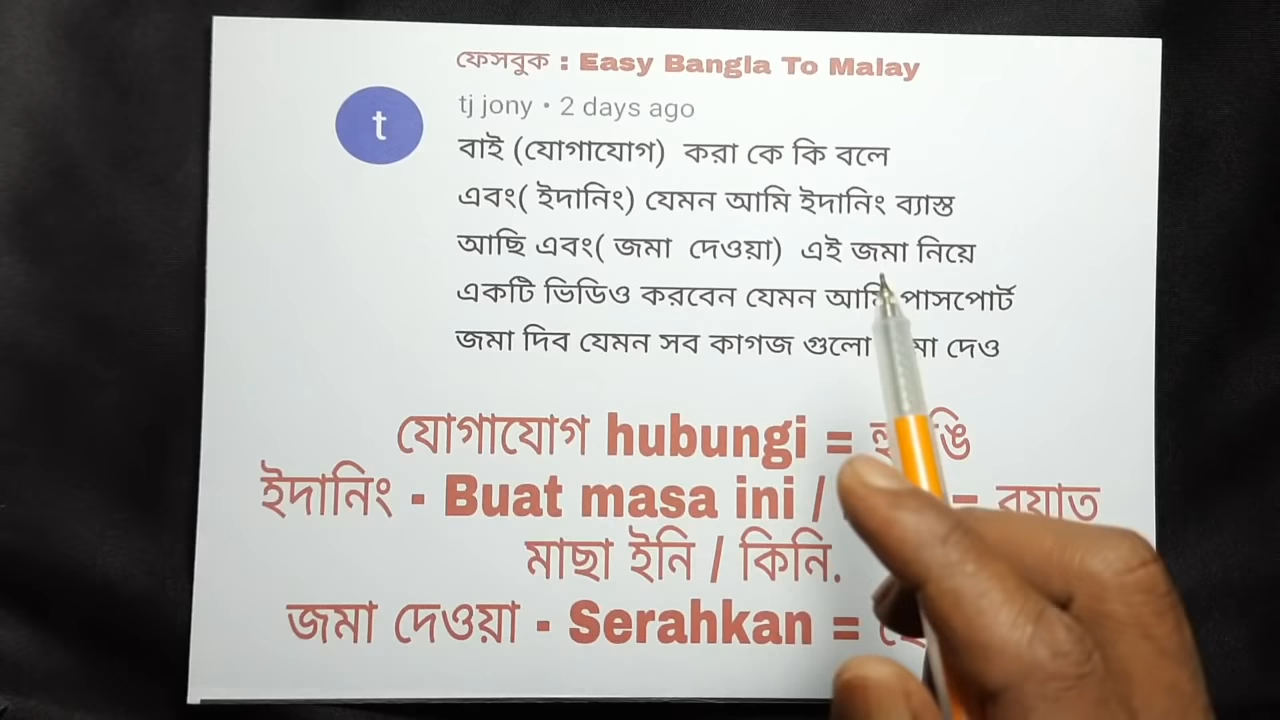 ফেসবুক : Easy Bangla To Malay
t
tj jony • 2 days ago
বাই (যোগাযোগ) করা কে কি বলে
এবং( ইদানিং) যেমন আমি ইদানিং ব্যাস্ত
আছি এবং( জমা দেওয়া) এই জমা নিয়ে
একটি ভিডিও করবেন যেমন আমি পাসপোর্ট
জমা দিব যেমন সব কাগজ গুলো দেও
যোগাযোগ hubungi =
ইদানিং - Buat masa ini / = বুয়াত
মাছা ইনি / কিনি.
জমা দেওয়া - Serahkan =